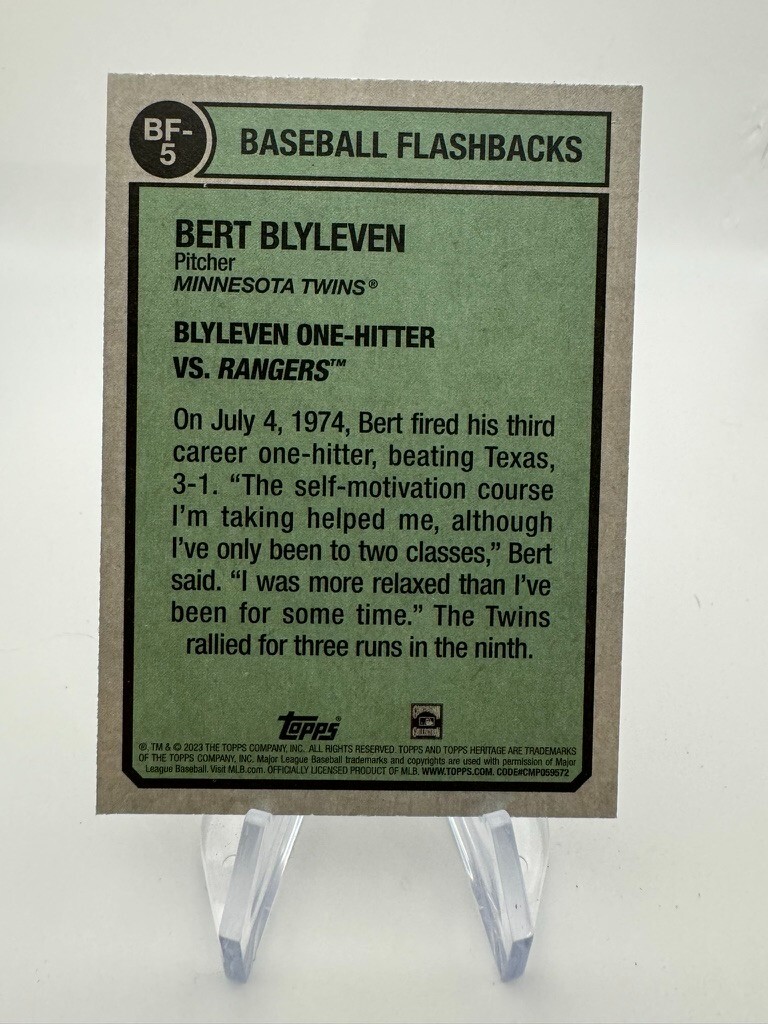 BF-
5
BASEBALL FLASHBACKS
BERT BLYLEVEN
Pitcher
MINNESOTA TWINS®
BLYLEVEN ONE-HITTER
VS. RANGERS™
On July 4, 1974, Bert fired his third
career one-hitter, beating Texas,
3-1. “The self-motivation course
I’m taking helped me, although
I’ve only been to two classes,” Bert
said. “I was more relaxed than I’ve
been for some time.” The Twins
rallied for three runs in the ninth.
Topps®
®, TM & © 2023 THE TOPPS COMPANY, INC. ALL RIGHTS RESERVED. TOPPS AND TOPPS HERITAGE ARE TRADEMARKS
OF THE TOPPS COMPANY, INC. Major League Baseball trademarks and copyrights are used with permission of Major
League Baseball. Visit MLB.com. OFFICIALLY LICENSED PRODUCT OF MLB. WWW.TOPPS.COM. CODE#CMP059572